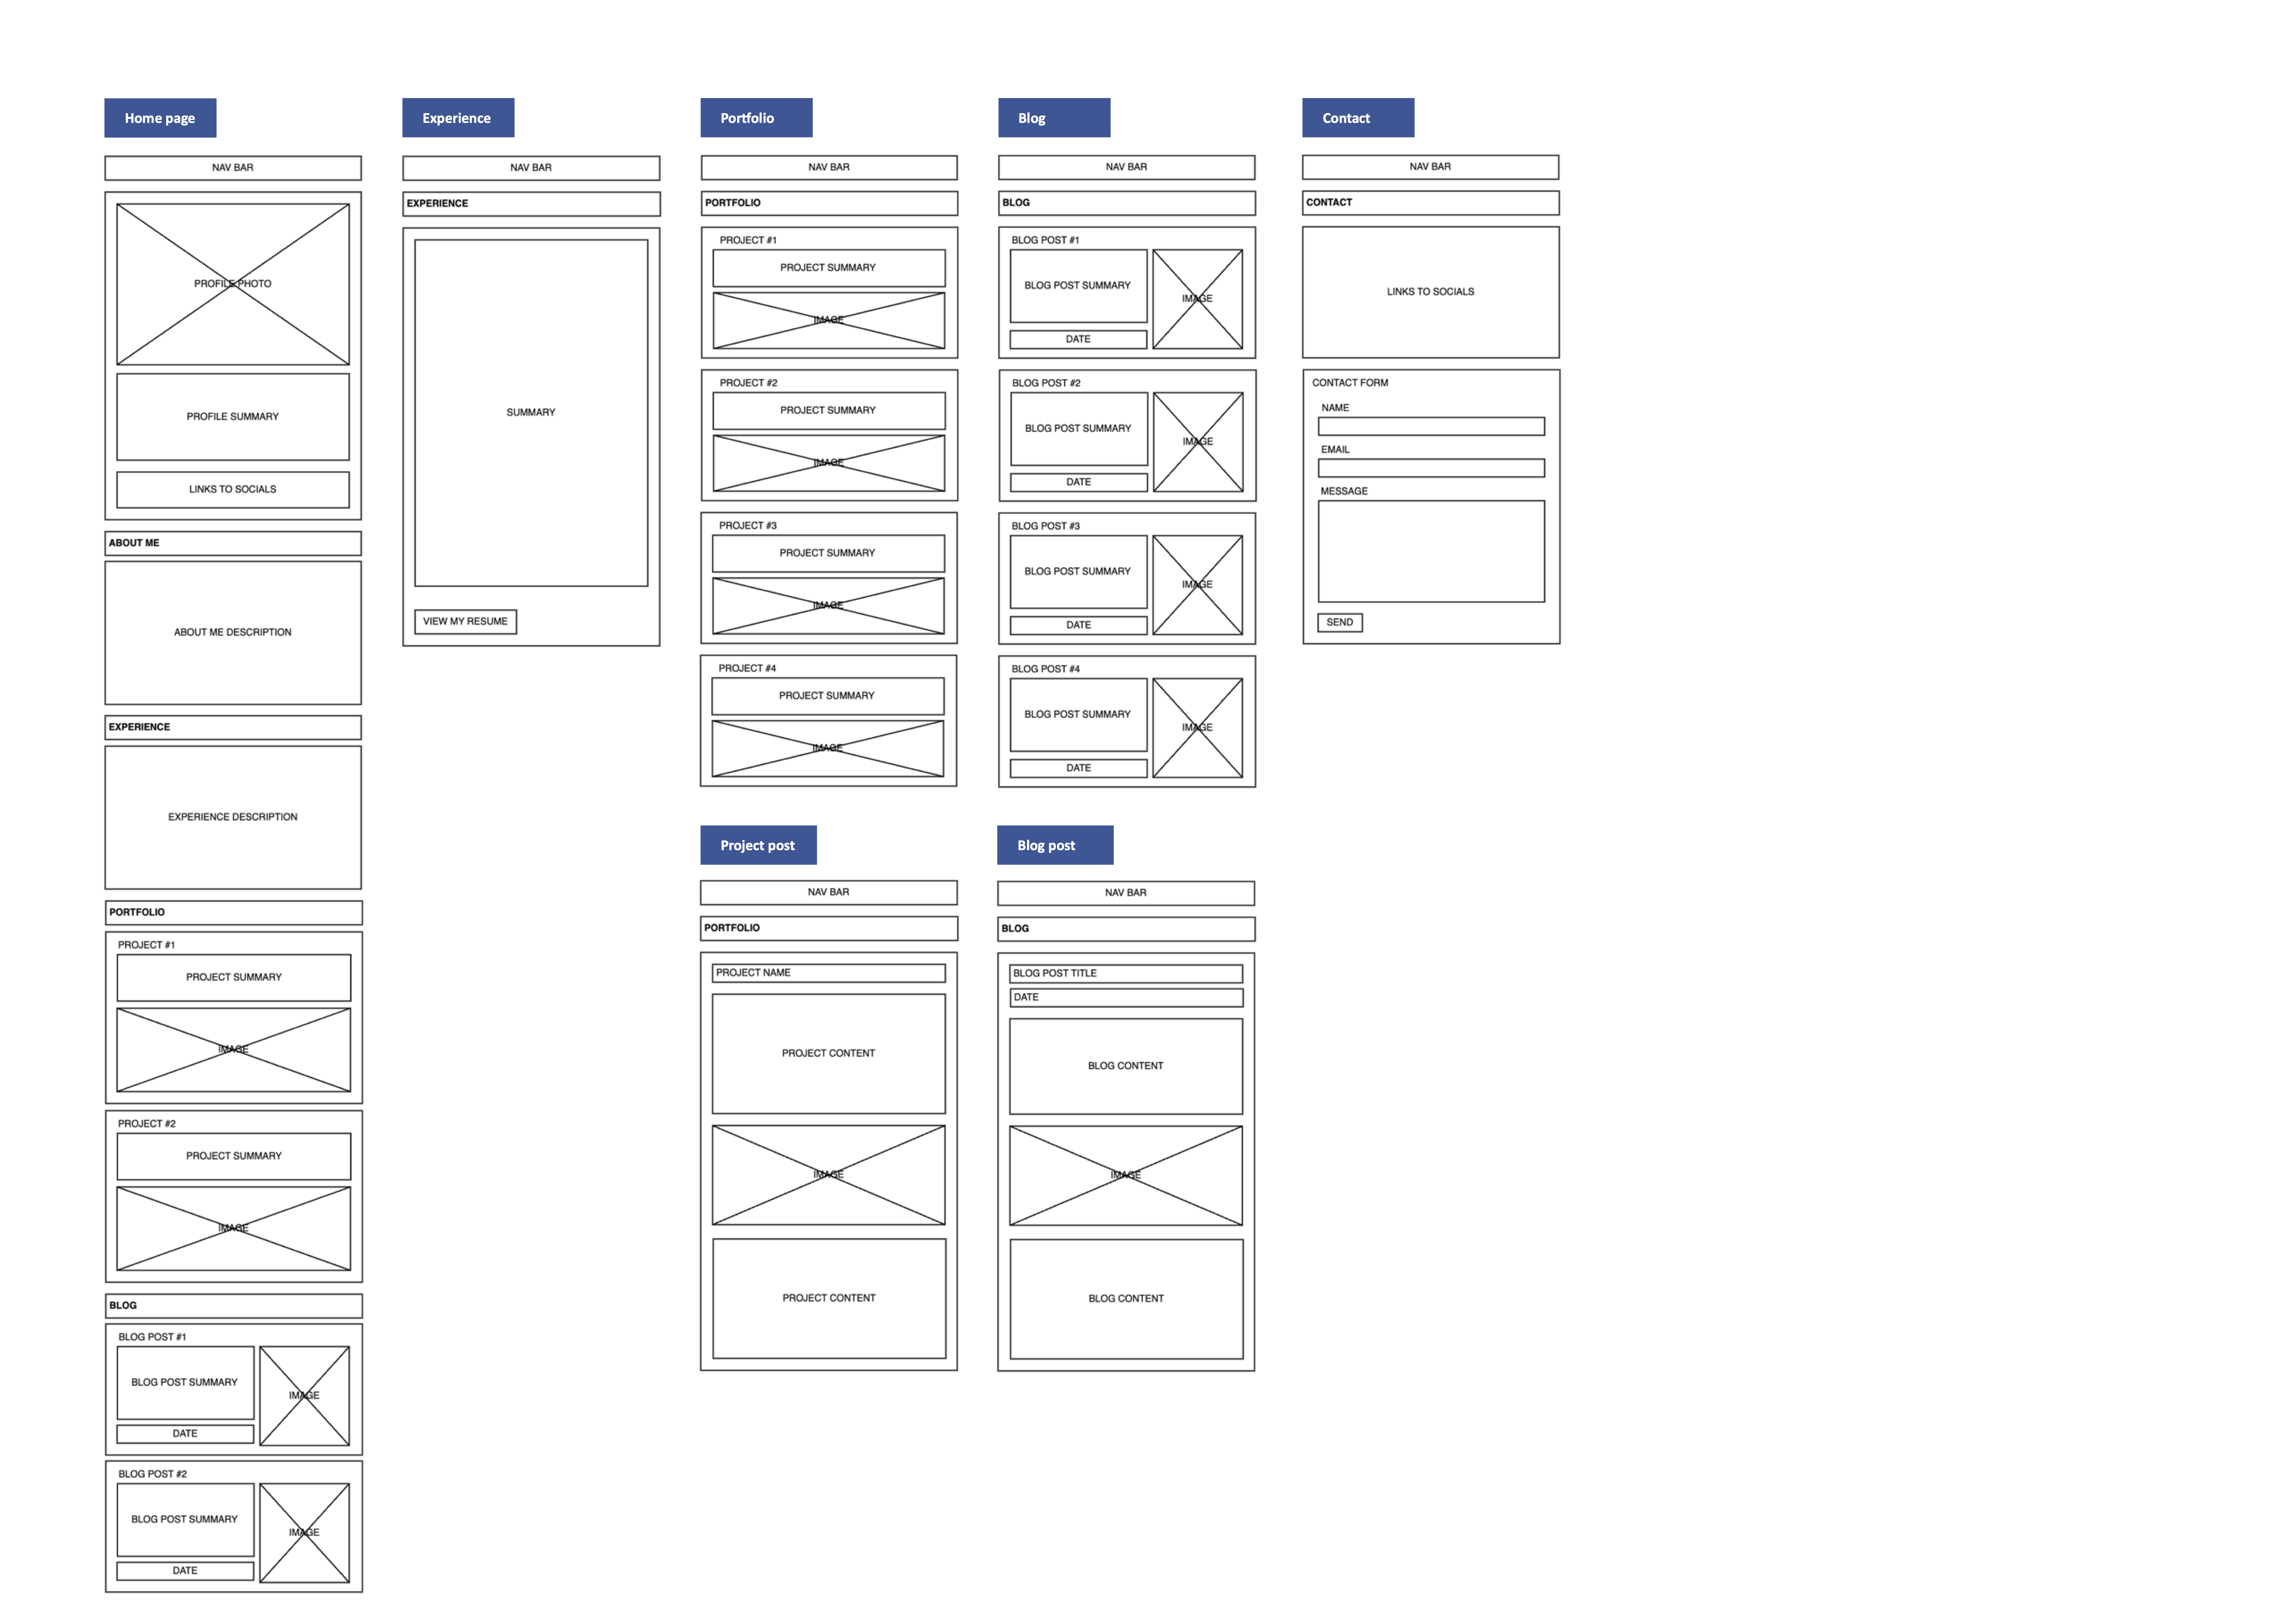 Home page
NAV BAR
PROFILE PHOTO
PROFILE SUMMARY
LINKS TO SOCIALS
ABOUT ME
ABOUT ME DESCRIPTION
EXPERIENCE
EXPERIENCE DESCRIPTION
PORTFOLIO
PROJECT #1
PROJECT SUMMARY
IMAGE
PROJECT #2
PROJECT SUMMARY
IMAGE
BLOG
BLOG POST #1
BLOG POST SUMMARY
IMAGE
DATE
BLOG POST #2
BLOG POST SUMMARY
IMAGE
DATE
Experience
NAV BAR
EXPERIENCE
SUMMARY
VIEW MY RESUME
Portfolio
NAV BAR
PORTFOLIO
PROJECT #1
PROJECT SUMMARY
IMAGE
PROJECT #2
PROJECT SUMMARY
IMAGE
PROJECT #3
PROJECT SUMMARY
IMAGE
PROJECT #4
PROJECT SUMMARY
IMAGE
Project post
NAV BAR
PORTFOLIO
PROJECT NAME
PROJECT CONTENT
IMAGE
PROJECT CONTENT
Blog
NAV BAR
BLOG
BLOG POST #1
BLOG POST SUMMARY
IMAGE
DATE
BLOG POST #2
BLOG POST SUMMARY
IMAGE
DATE
BLOG POST #3
BLOG POST SUMMARY
IMAGE
DATE
BLOG POST #4
BLOG POST SUMMARY
IMAGE
DATE
Blog post
NAV BAR
BLOG
BLOG POST TITLE
DATE
BLOG CONTENT
IMAGE
BLOG CONTENT
Contact
NAV BAR
CONTACT
LINKS TO SOCIALS
CONTACT FORM
NAME
EMAIL
MESSAGE
SEND